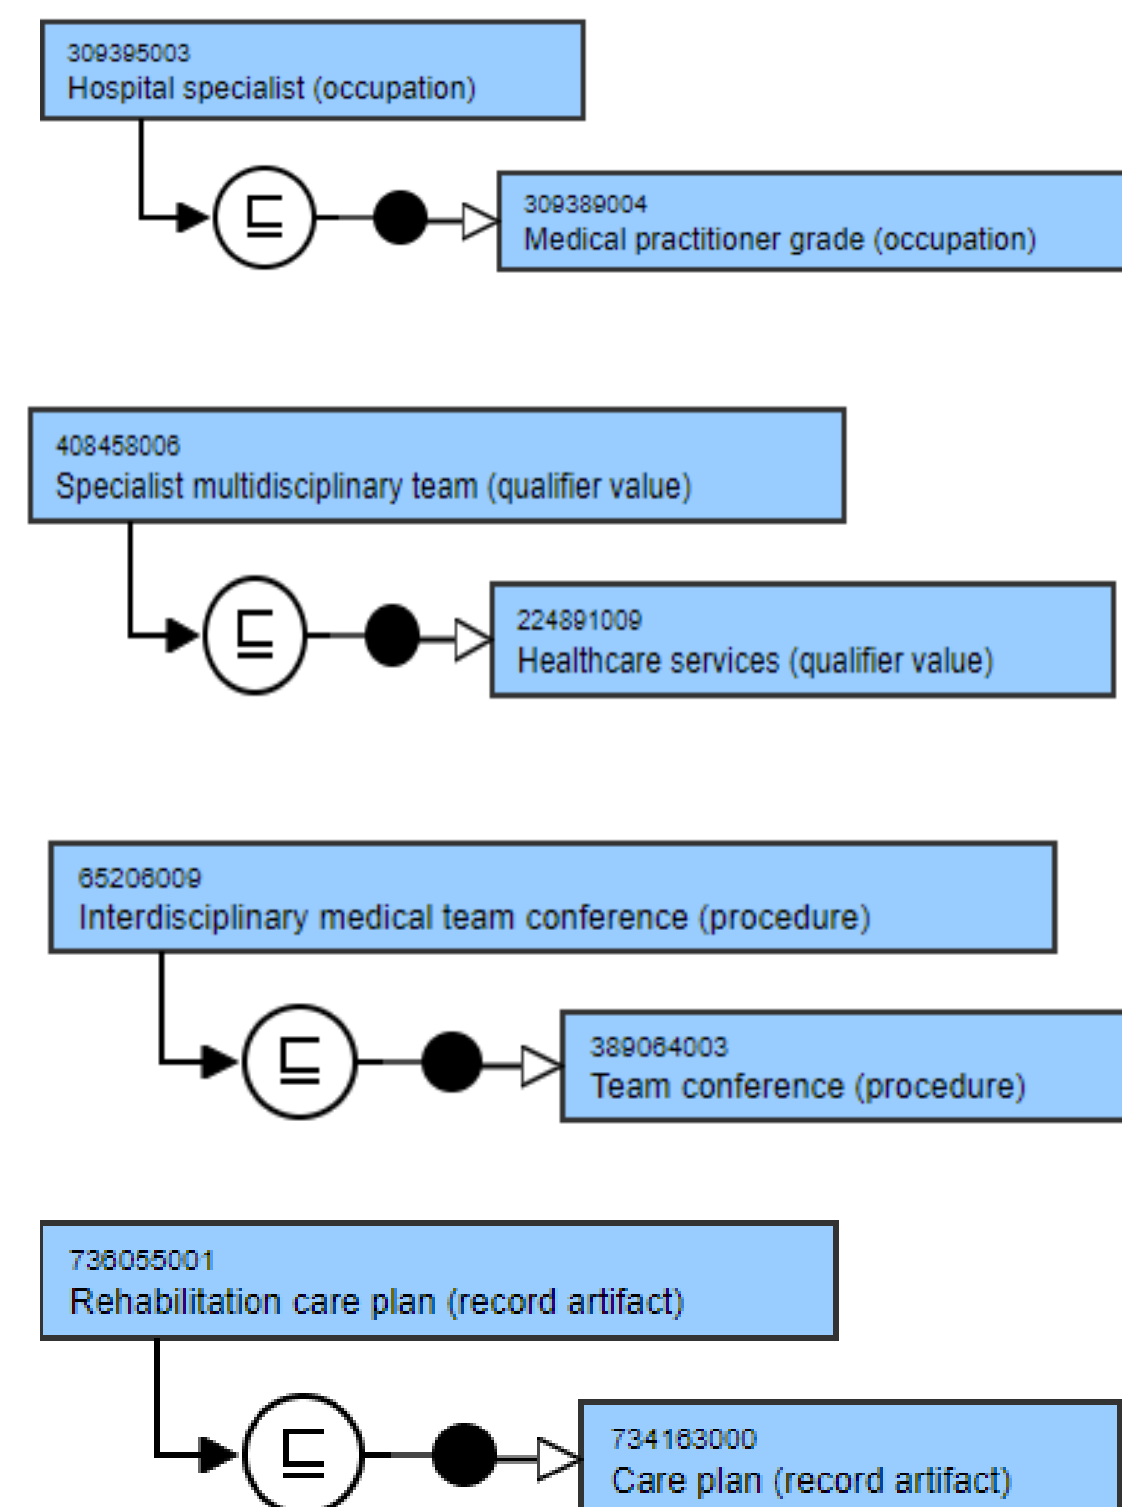 309395003
Hospital specialist (occupation)
⊑
309389004
Medical practitioner grade (occupation)
408458006
Specialist multidisciplinary team (qualifier value)
⊑
224891009
Healthcare services (qualifier value)
65206009
Interdisciplinary medical team conference (procedure)
⊑
389064003
Team conference (procedure)
736055001
Rehabilitation care plan (record artifact)
⊑
734163000
Care plan (record artifact)